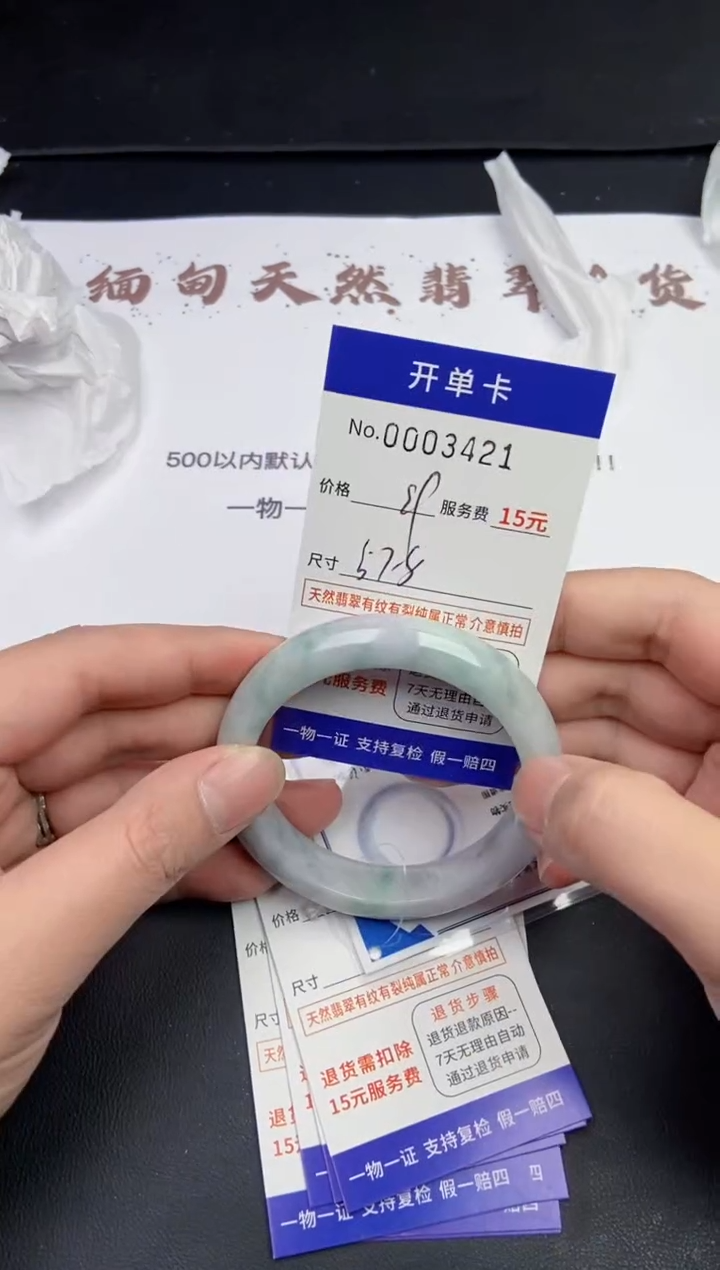 缅甸天然翡翠 货
500以内默认 !!
一物一
开单卡
No.0003421
价格 服务费 15元
尺寸 57.8
天然翡翠有纹有裂纯属正常 介意慎拍
服务费
7天无理由自
通过退货申请
一物一证 支持复检 假一赔四
价格
价格
尺寸
尺寸
天然翡翠有纹有裂纯属正常 介意慎拍
天然
退货需扣除
15元服务费
退货步骤
退货退款原因--
7天无理由自动
通过退货申请
一物一证 支持复检 假一赔四
一物一证 支持复检 假一赔四 四